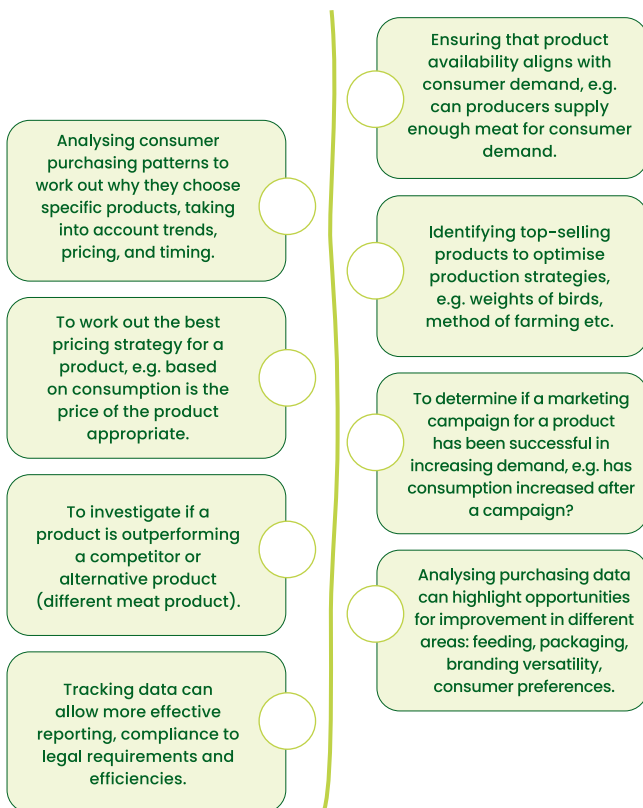 Ensuring that product
availability aligns with
consumer demand, e.g.
can producers supply
enough meat for consumer
demand.
Analysing consumer
purchasing patterns to
work out why they choose
specific products, taking
into account trends,
pricing, and timing.
Identifying top-selling
products to optimise
production strategies,
e.g. weights of birds,
method of farming etc.
To work out the best
pricing strategy for a
product, e.g. based
on consumption is the
price of the product
appropriate.
To determine if a marketing
campaign for a product
has been successful in
increasing demand, e.g. has
consumption increased after
a campaign?
To investigate if a
product is outperforming
a competitor or
alternative product
(different meat product).
Analysing purchasing data
can highlight opportunities
for improvement in different
areas: feeding, packaging,
branding versatility,
consumer preferences.
Tracking data can
allow more effective
reporting, compliance to
legal requirements and
efficiencies.